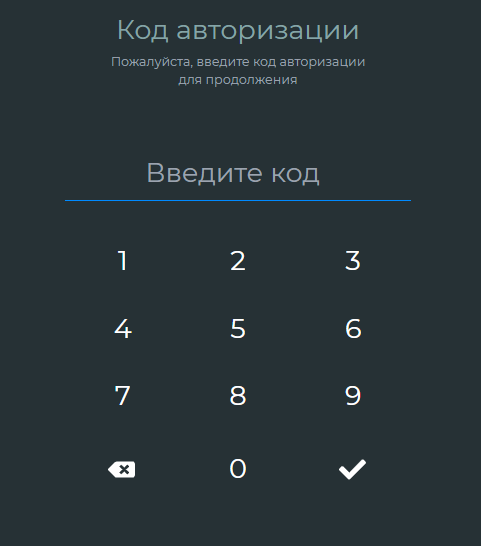 Код авторизации
Пожалуйста, введите код авторизации
для продолжения
Введите код
1 2 3
4 5 6
7 8 9
0